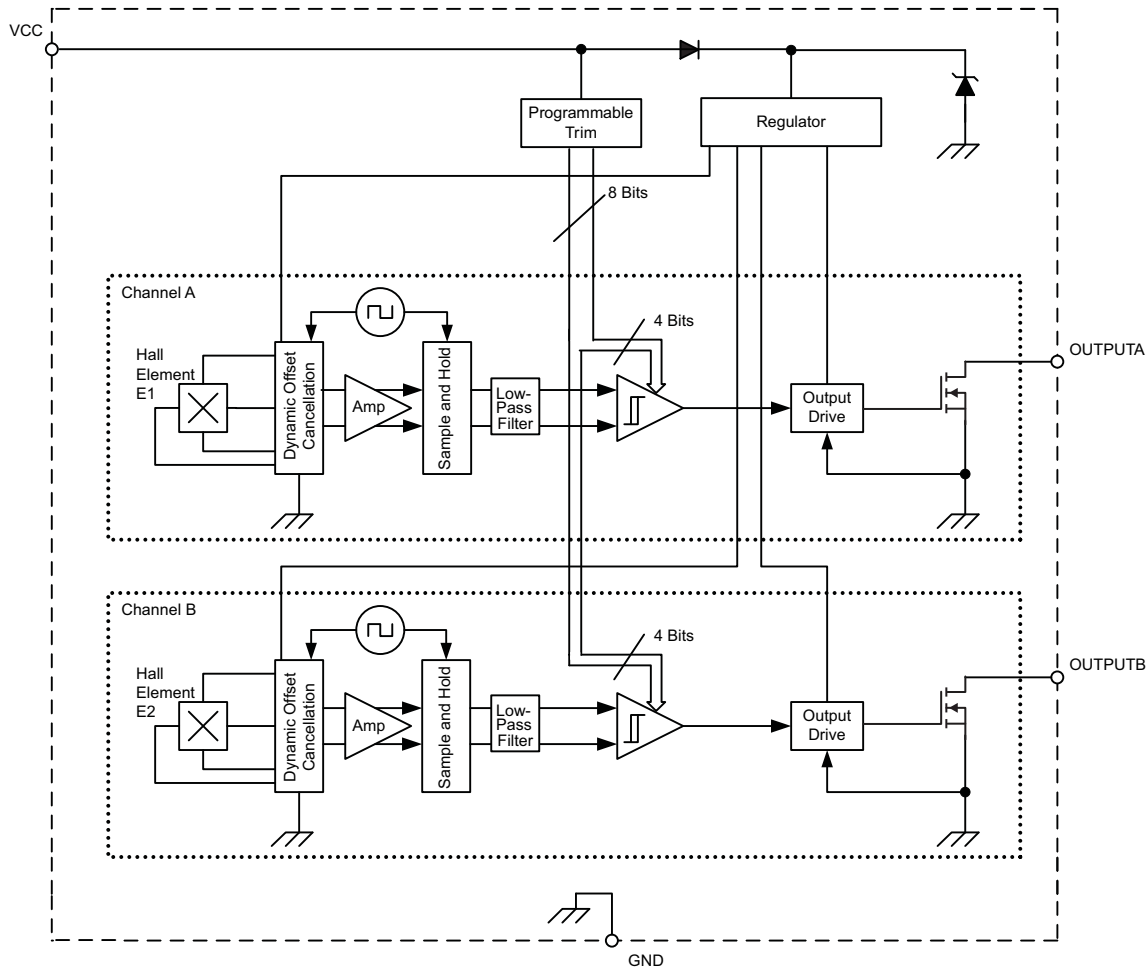 VCC
Programmable
Trim
Regulator
8 Bits
Channel A
4 Bits
Hall
Element
E1
Dynamic Offset
Cancellation
Amp
Sample and Hold
Low-
Pass
Filter
Output
Drive
OUTPUTA
Channel B
4 Bits
Hall
Element
E2
Dynamic Offset
Cancellation
Amp
Sample and Hold
Low-
Pass
Filter
Output
Drive
OUTPUTB
GND